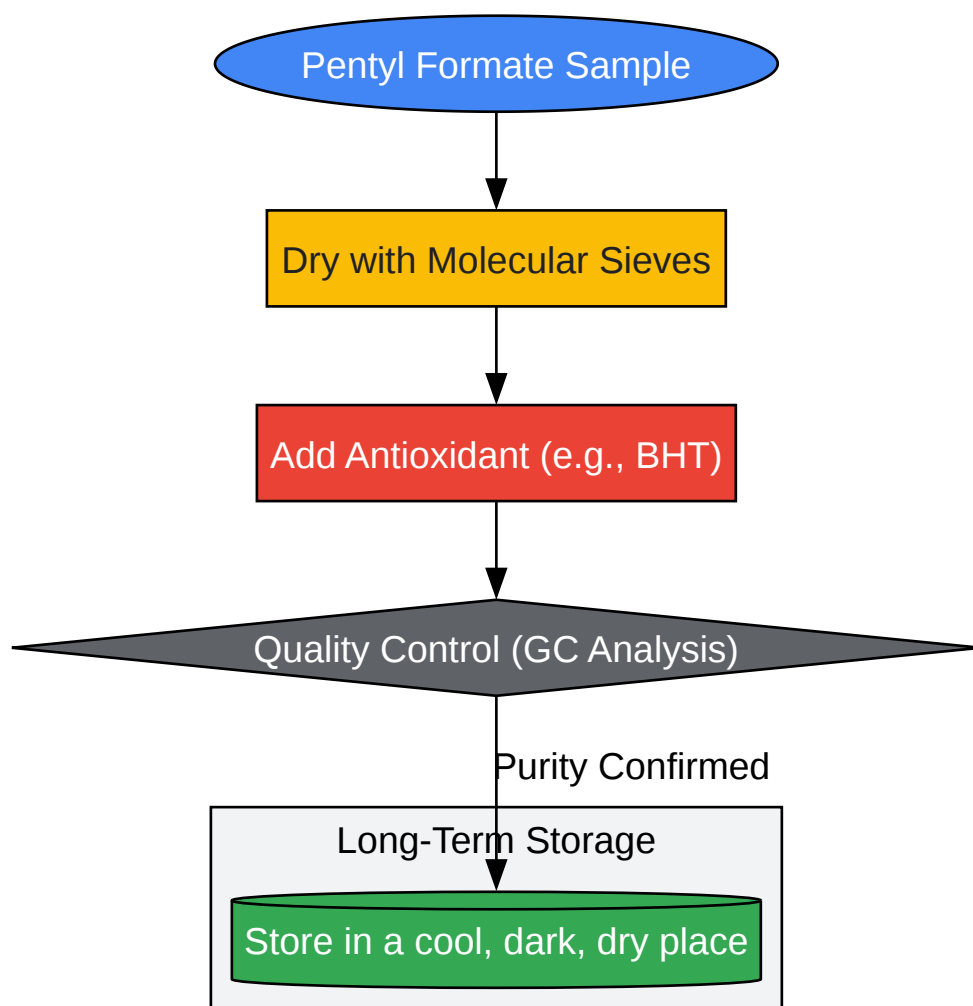 Pentyl Formate Sample
Dry with Molecular Sieves
Add Antioxidant (e.g., BHT)
Quality Control (GC Analysis)
Purity Confirmed
Long-Term Storage
Store in a cool, dark, dry place